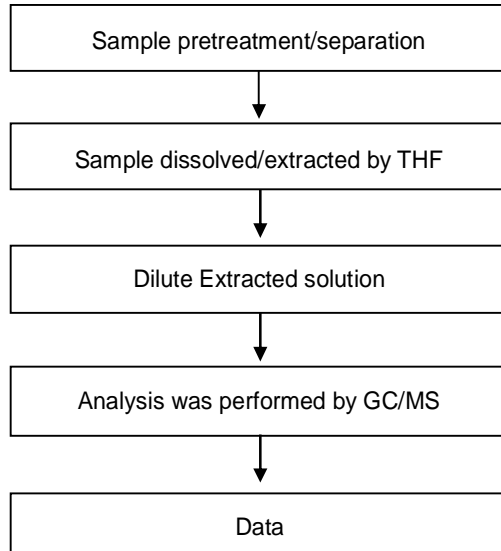 Sample pretreatment/separation
Sample dissolved/extracted by THF
Dilute Extracted solution
Analysis was performed by GC/MS
Data